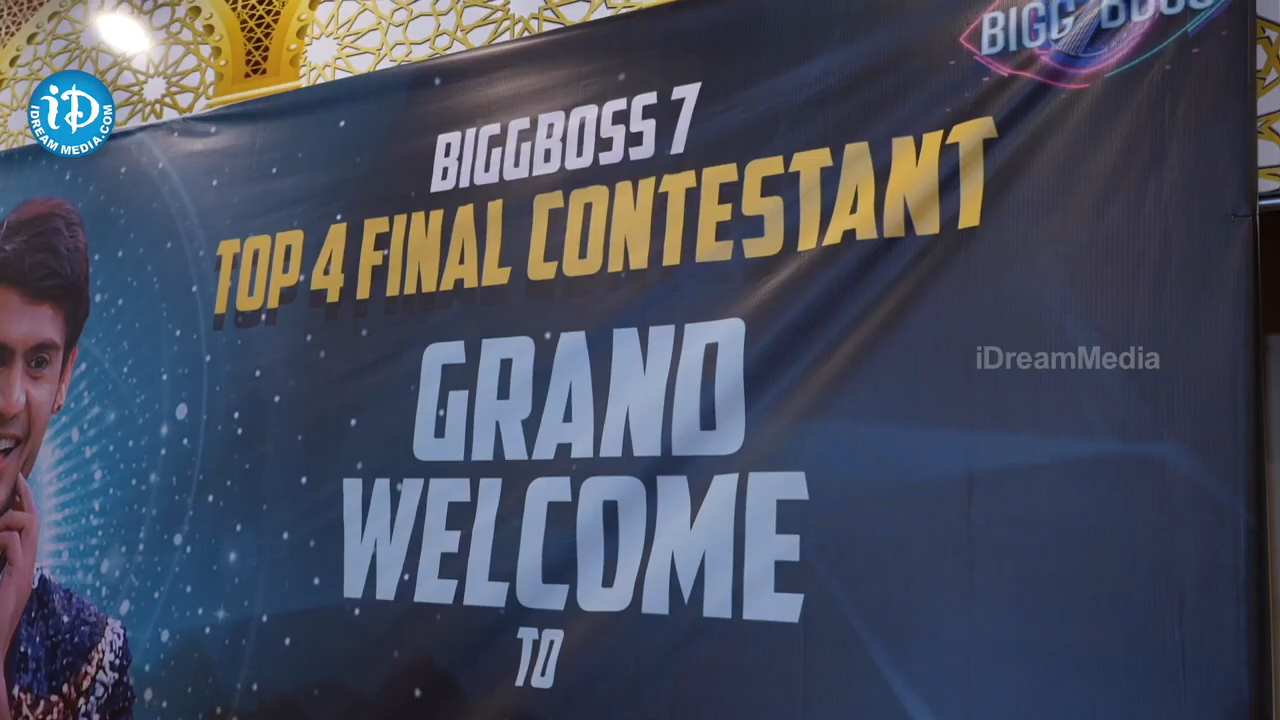 BIGG BOSS
iD
IDREAM MEDIA.COM
BIGGBOSS 7
TOP 4 FINAL CONTESTANT
GRAND
iDreamMedia
WELCOME
TO